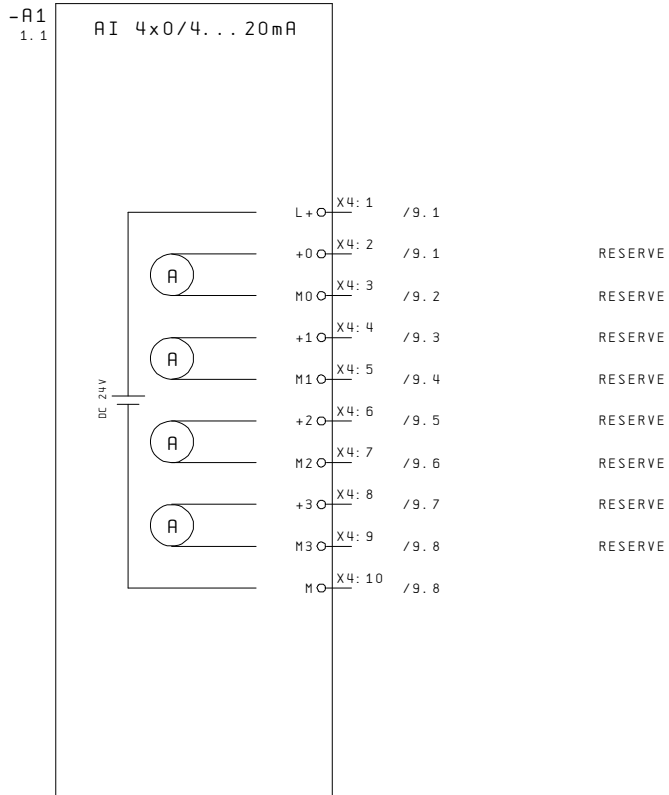 -A1
1.1
AI 4x0/4...20mA
L+ X4:1 /9.1
+0 X4:2 /9.1 RESERVE
A
M0 X4:3 /9.2 RESERVE
+1 X4:4 /9.3 RESERVE
A
M1 X4:5 /9.4 RESERVE
DC 24V
+2 X4:6 /9.5 RESERVE
A
M2 X4:7 /9.6 RESERVE
+3 X4:8 /9.7 RESERVE
A
M3 X4:9 /9.8 RESERVE
M X4:10 /9.8